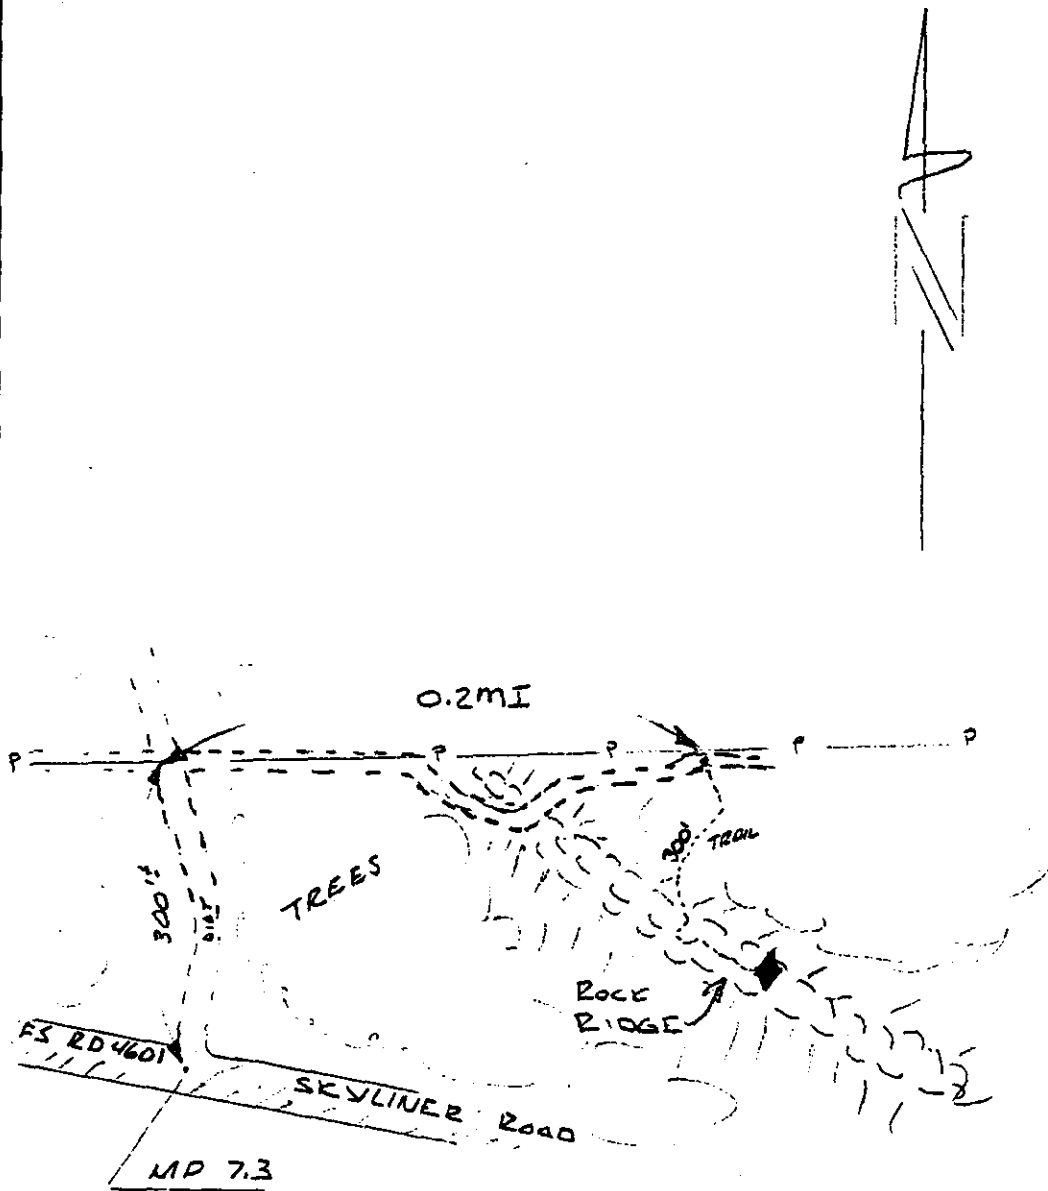 N
0.2MI
P
P
P
P
P
300'
TRAIL
300'±
DIRT
TREES
ROCK
RIDGE
FS RD 4601
SKYLINER ROAD
MP 7.3